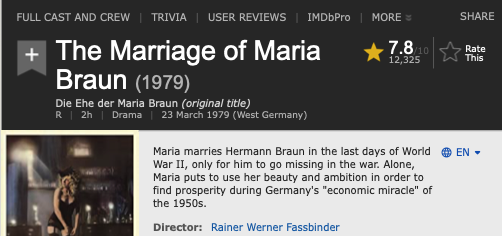 FULL CAST AND CREW | TRIVIA | USER REVIEWS | IMDbPro | MORE SHARE
+ The Marriage of Maria Braun (1979)
7.8/10
12,325
Rate This
Die Ehe der Maria Braun (original title)
R | 2h | Drama | 23 March 1979 (West Germany)
Maria marries Hermann Braun in the last days of World
War II, only for him to go missing in the war. Alone,
Maria puts to use her beauty and ambition in order to
find prosperity during Germany's "economic miracle" of
the 1950s.
EN
Director: Rainer Werner Fassbinder